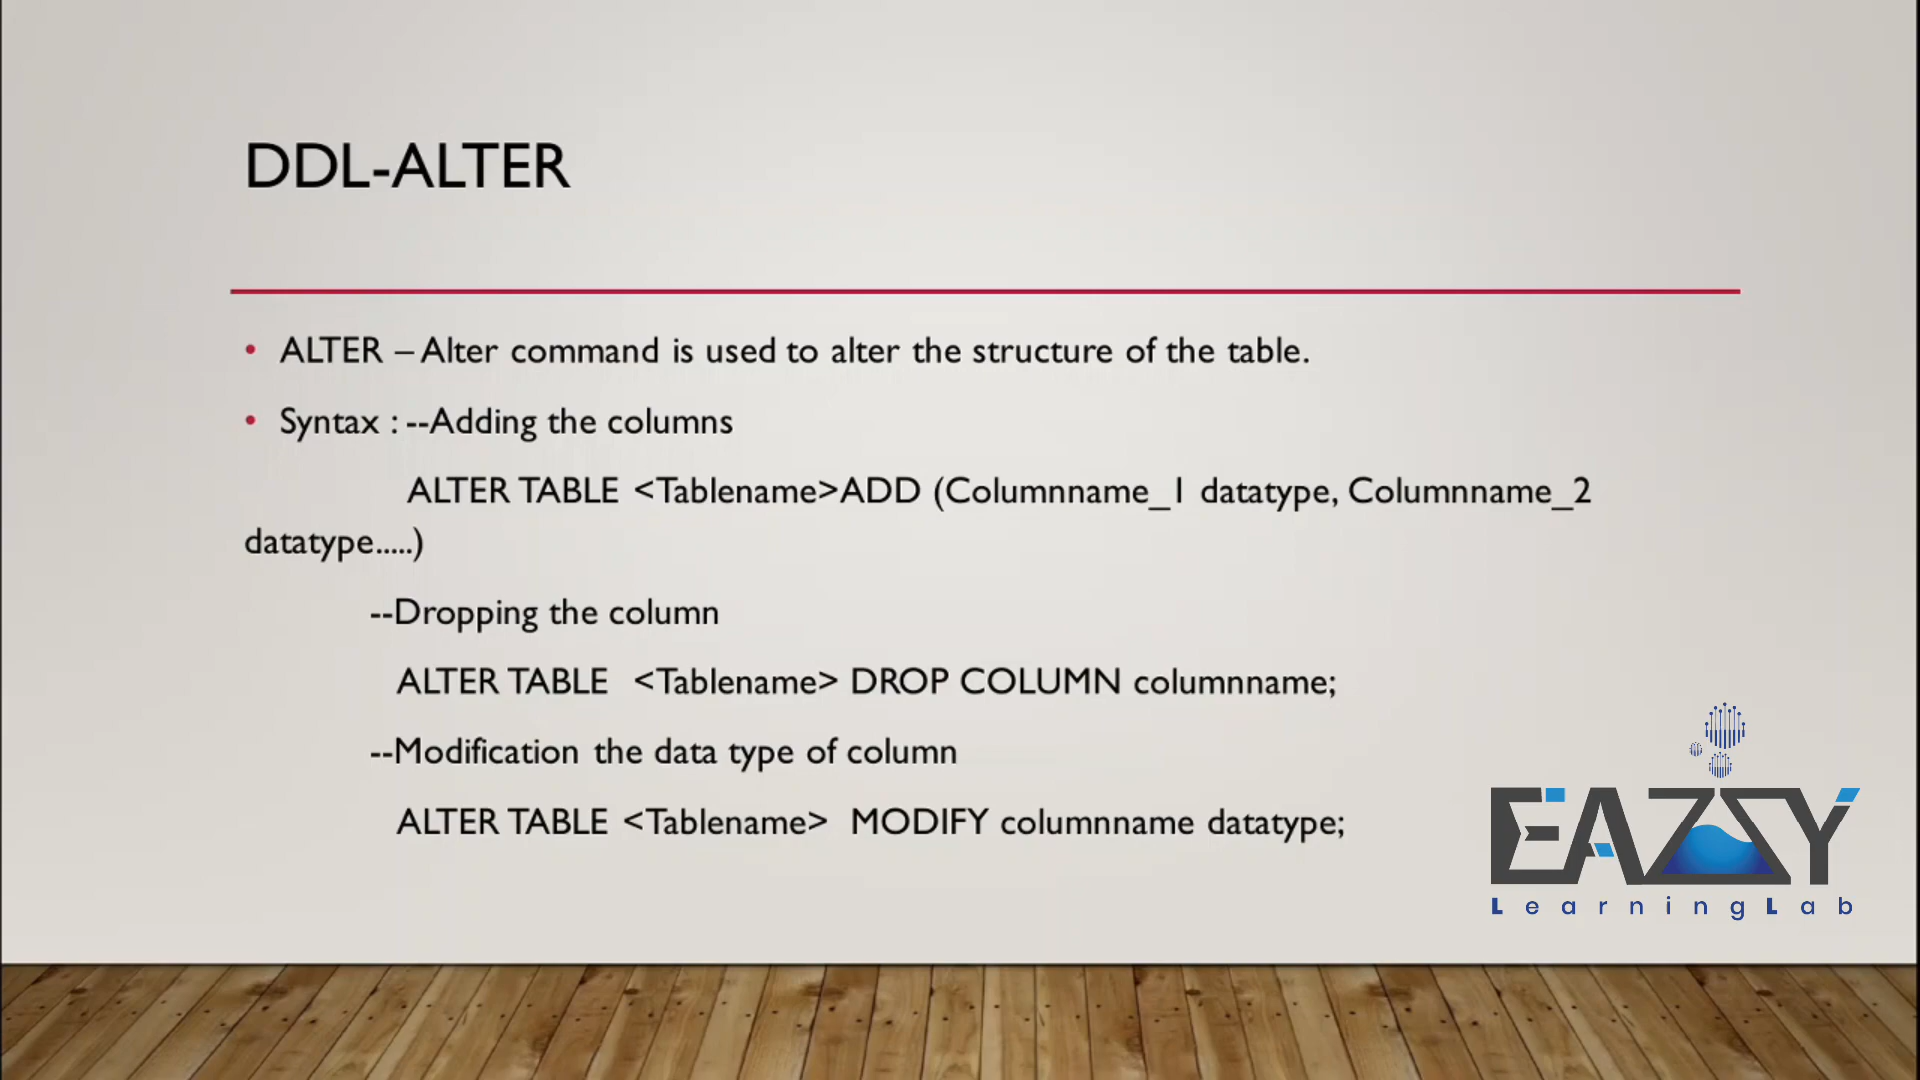 DDL-ALTER
• ALTER – Alter command is used to alter the structure of the table.
• Syntax : --Adding the columns
ALTER TABLE <Tablename>ADD (Columnname_1 datatype, Columnname_2
datatype.....)
--Dropping the column
ALTER TABLE <Tablename> DROP COLUMN columnname;
--Modification the data type of column
ALTER TABLE <Tablename> MODIFY columnname datatype;
EAZZY
LearningLab